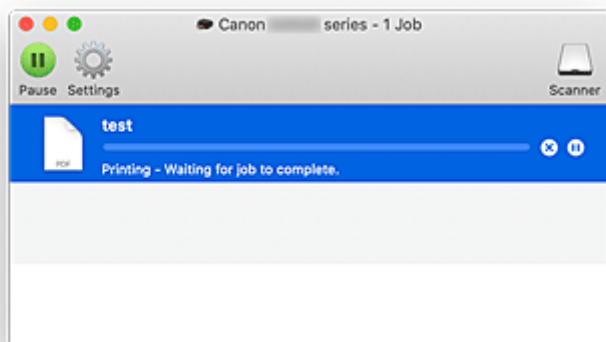 Canon series - 1 Job
Pause Settings Scanner
test
PDF
Printing - Waiting for job to complete.